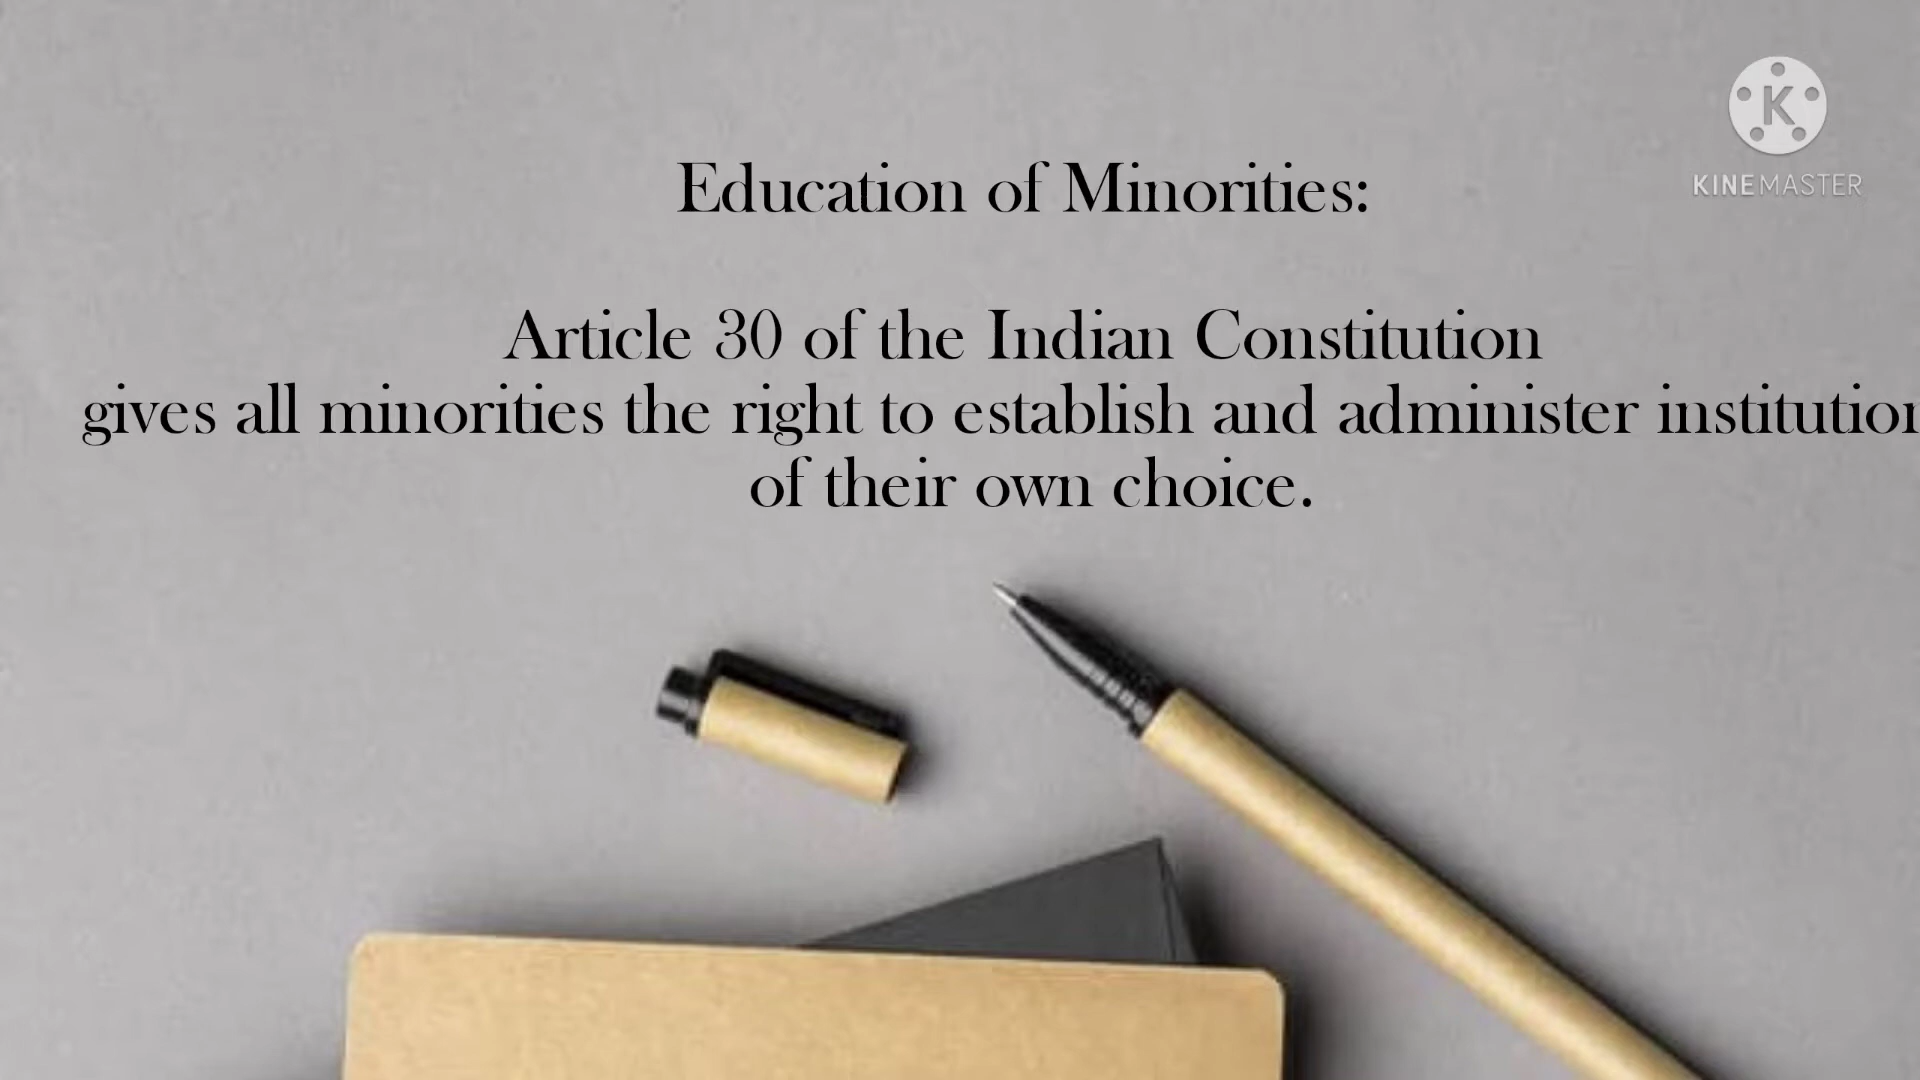 K
KINEMASTER
Education of Minorities:
Article 30 of the Indian Constitution
gives all minorities the right to establish and administer institution
of their own choice.